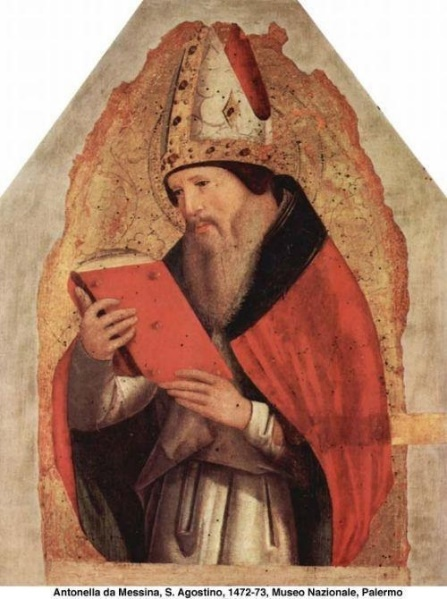 Antonella da Messina, S. Agostino, 1472-73, Museo Nazionale, Palermo